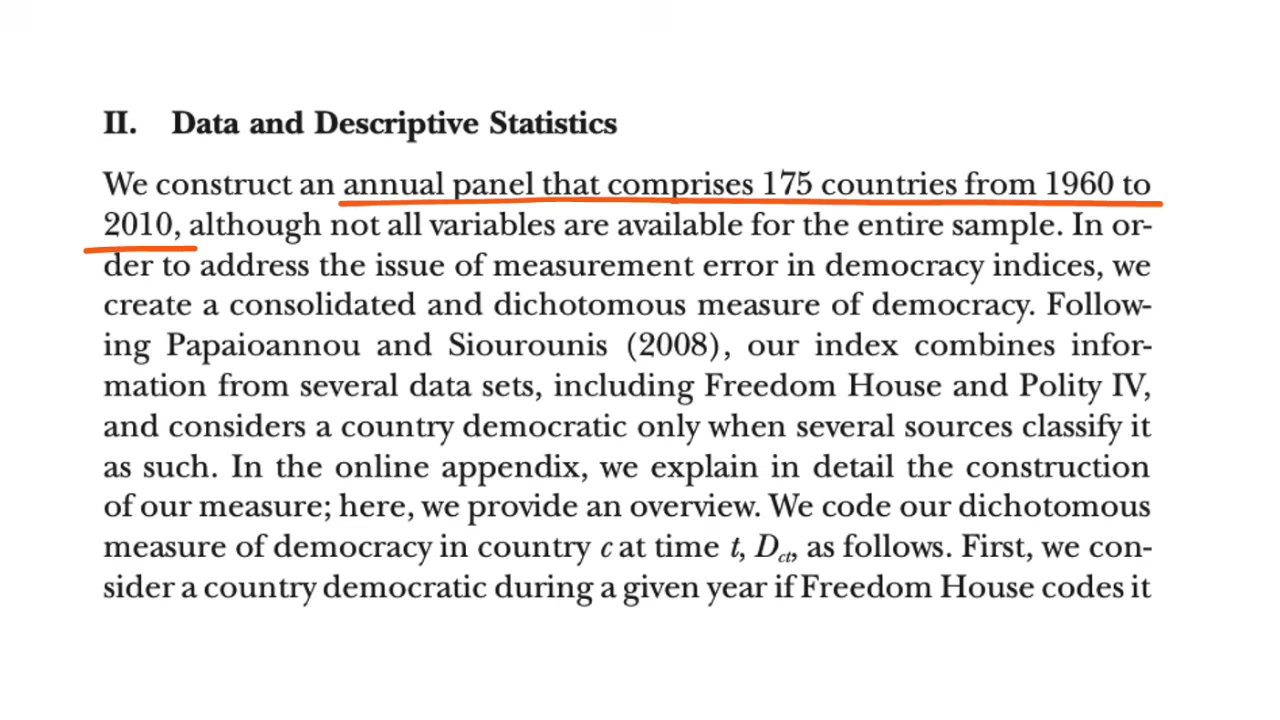 II. Data and Descriptive Statistics
We construct an annual panel that comprises 175 countries from 1960 to
2010, although not all variables are available for the entire sample. In or-
der to address the issue of measurement error in democracy indices, we
create a consolidated and dichotomous measure of democracy. Follow-
ing Papaioannou and Siourounis (2008), our index combines infor-
mation from several data sets, including Freedom House and Polity IV,
and considers a country democratic only when several sources classify it
as such. In the online appendix, we explain in detail the construction
of our measure; here, we provide an overview. We code our dichotomous
measure of democracy in country c at time t, Dct, as follows. First, we con-
sider a country democratic during a given year if Freedom House codes it